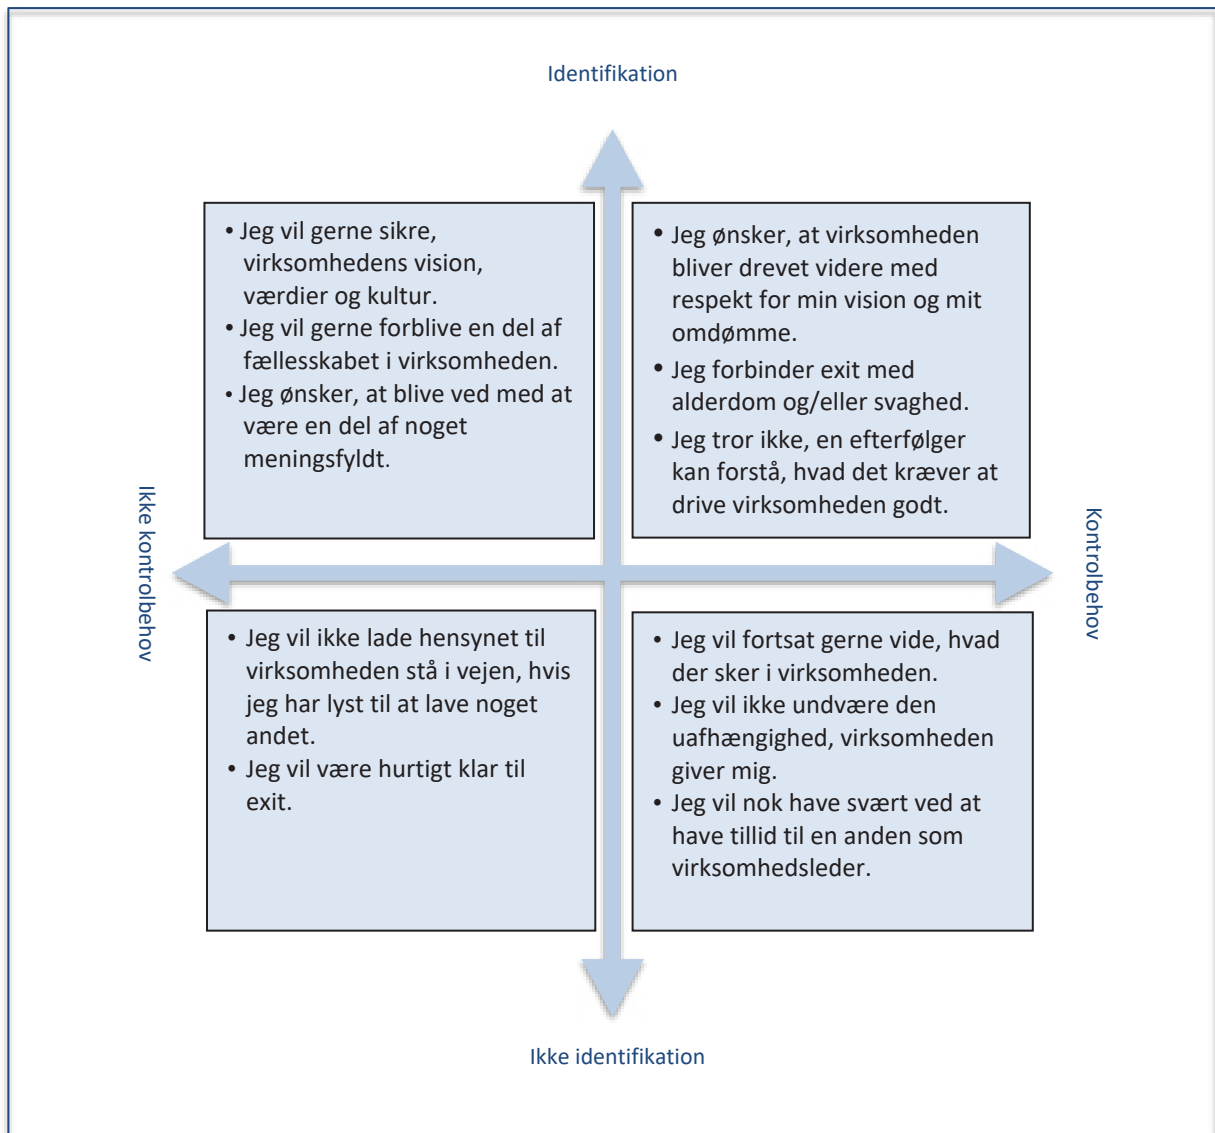 Identifikation
• Jeg vil gerne sikre,
virksomhedens vision,
værdier og kultur.
• Jeg vil gerne forblive en del af
fællesskabet i virksomheden.
• Jeg ønsker, at blive ved med at
være en del af noget
meningsfyldt.
• Jeg ønsker, at virksomheden
bliver drevet videre med
respekt for min vision og mit
omdømme.
• Jeg forbinder exit med
alderdom og/eller svaghed.
• Jeg tror ikke, en efterfølger
kan forstå, hvad det kræver at
drive virksomheden godt.
Ikke kontrolbehov
Kontrolbehov
• Jeg vil ikke lade hensynet til
virksomheden stå i vejen, hvis
jeg har lyst til at lave noget
andet.
• Jeg vil være hurtigt klar til
exit.
• Jeg vil fortsat gerne vide, hvad
der sker i virksomheden.
• Jeg vil ikke undvære den
uafhængighed, virksomheden
giver mig.
• Jeg vil nok have svært ved at
have tillid til en anden som
virksomhedsleder.
Ikke identifikation